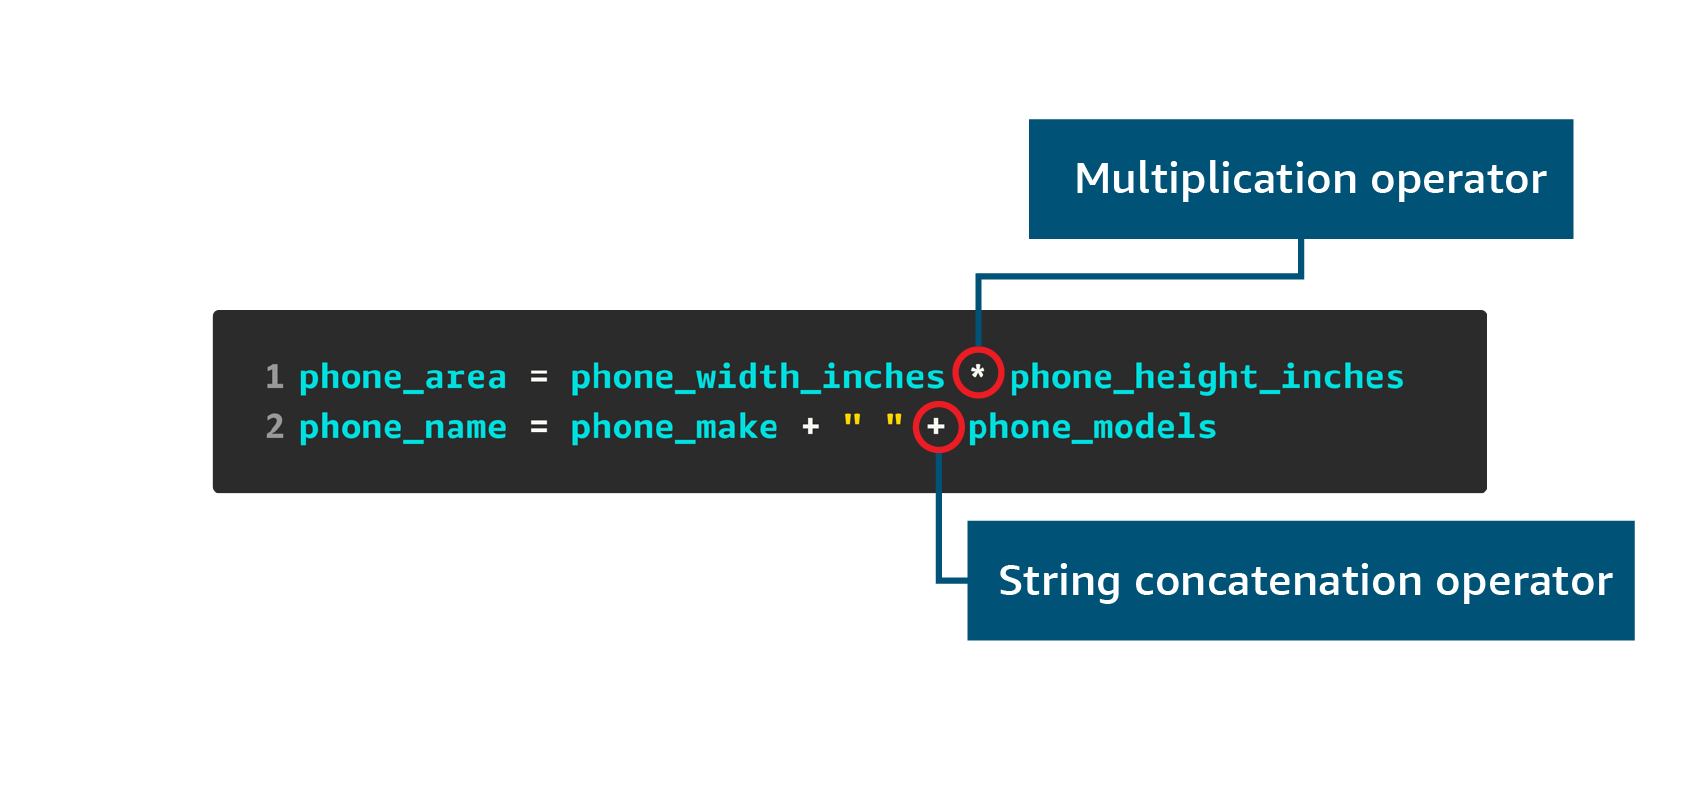 Multiplication operator
1 phone_area = phone_width_inches * phone_height_inches
2 phone_name = phone_make + " " + phone_models
String concatenation operator